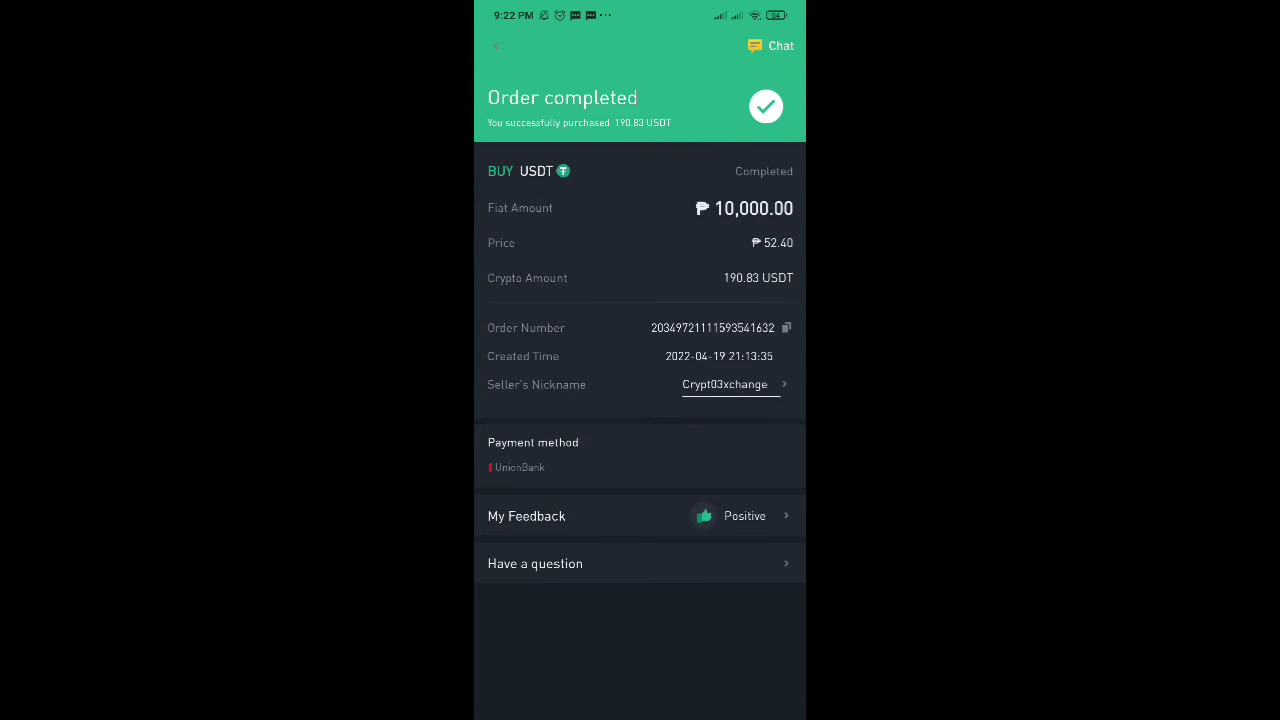 9:22 PM 54
Chat
Order completed
You successfully purchased 190.83 USDT
BUY USDT Completed
Fiat Amount ₱ 10,000.00
Price ₱ 52.40
Crypto Amount 190.83 USDT
Order Number 20349721111593541632
Created Time 2022-04-19 21:13:35
Seller's Nickname Crypt03xchange
Payment method
UnionBank
My Feedback Positive
Have a question